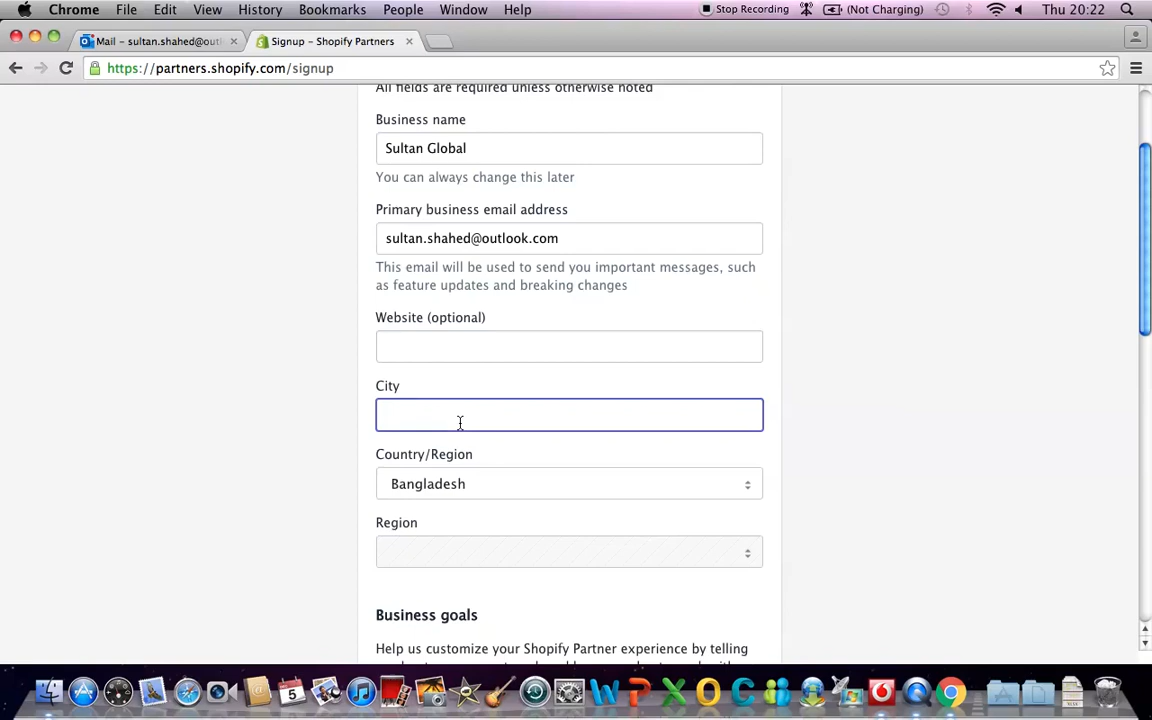 Chrome File Edit View History Bookmarks People Window Help Stop Recording (Not Charging) Thu 20:22
Mail – sultan.shahed@outl Signup – Shopify Partners
https://partners.shopify.com/signup
All fields are required unless otherwise noted
Business name
Sultan Global
You can always change this later
Primary business email address
sultan.shahed@outlook.com
This email will be used to send you important messages, such
as feature updates and breaking changes
Website (optional)
City
Country/Region
Bangladesh
Region
Business goals
Help us customize your Shopify Partner experience by telling